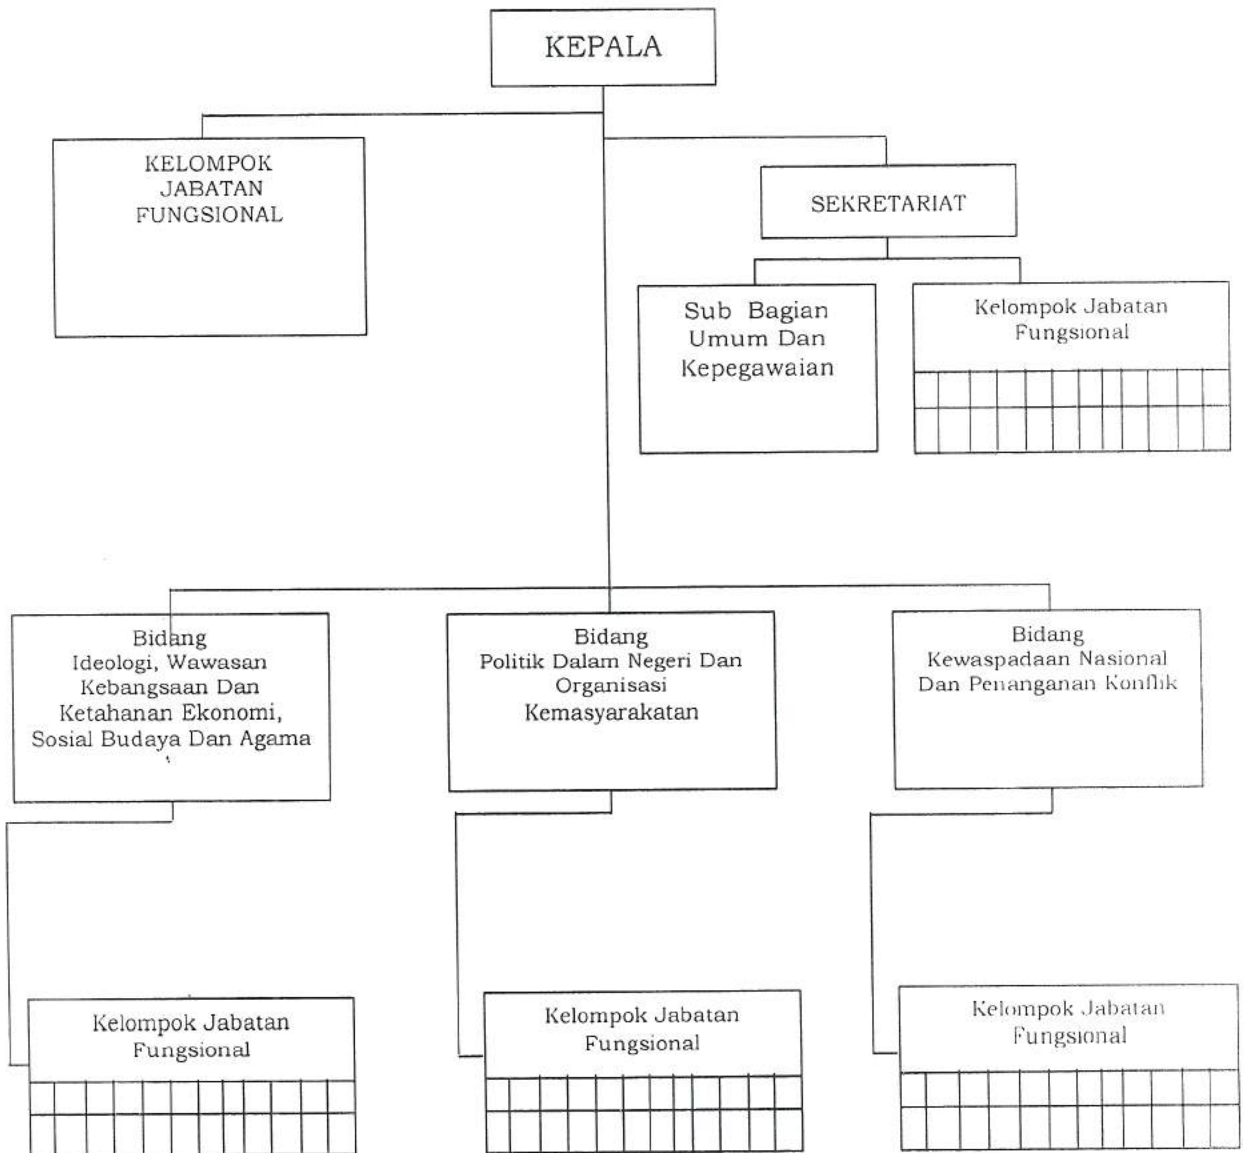 KEPALA
KELOMPOK
JABATAN
FUNGSIONAL
SEKRETARIAT
Sub Bagian
Umum Dan
Kepegawaian
Kelompok Jabatan
Fungsional
Bidang
Ideologi, Wawasan
Kebangsaan Dan
Ketahanan Ekonomi,
Sosial Budaya Dan Agama
Bidang
Politik Dalam Negeri Dan
Organisasi
Kemasyarakatan
Bidang
Kewaspadaan Nasional
Dan Penanganan Konflik
Kelompok Jabatan
Fungsional
Kelompok Jabatan
Fungsional
Kelompok Jabatan
Fungsional